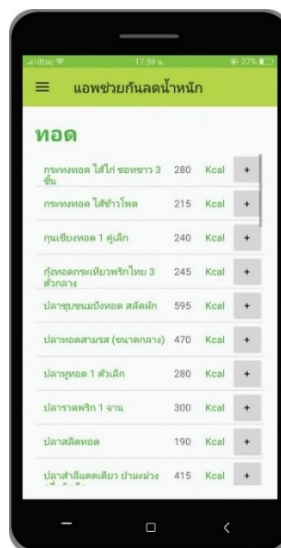 dtac
17:59 น.
27%
แอพช่วยกันลดน้ำหนัก
ทอด
กระทงทอด ไส้ไก่ ซอทขาว 3 ชิ้น 280 Kcal +
กระทงทอด ไส้ข้าวโพด 215 Kcal +
กุนเชียงทอด 1 คู่เล็ก 240 Kcal +
กุ้งทอดกระเทียวพริกไทย 3 ตัวกลาง 245 Kcal +
ปลาชุบขนมปังทอด สลัดผัก 595 Kcal +
ปลาทอดสามรส (ขนาดกลาง) 470 Kcal +
ปลาทูทอด 1 ตัวเล็ก 280 Kcal +
ปลาราดพริก 1 จาน 300 Kcal +
ปลาสลิดทอด 190 Kcal +
ปลาสำลีแดดเดียว ยำมะม่วง 415 Kcal +